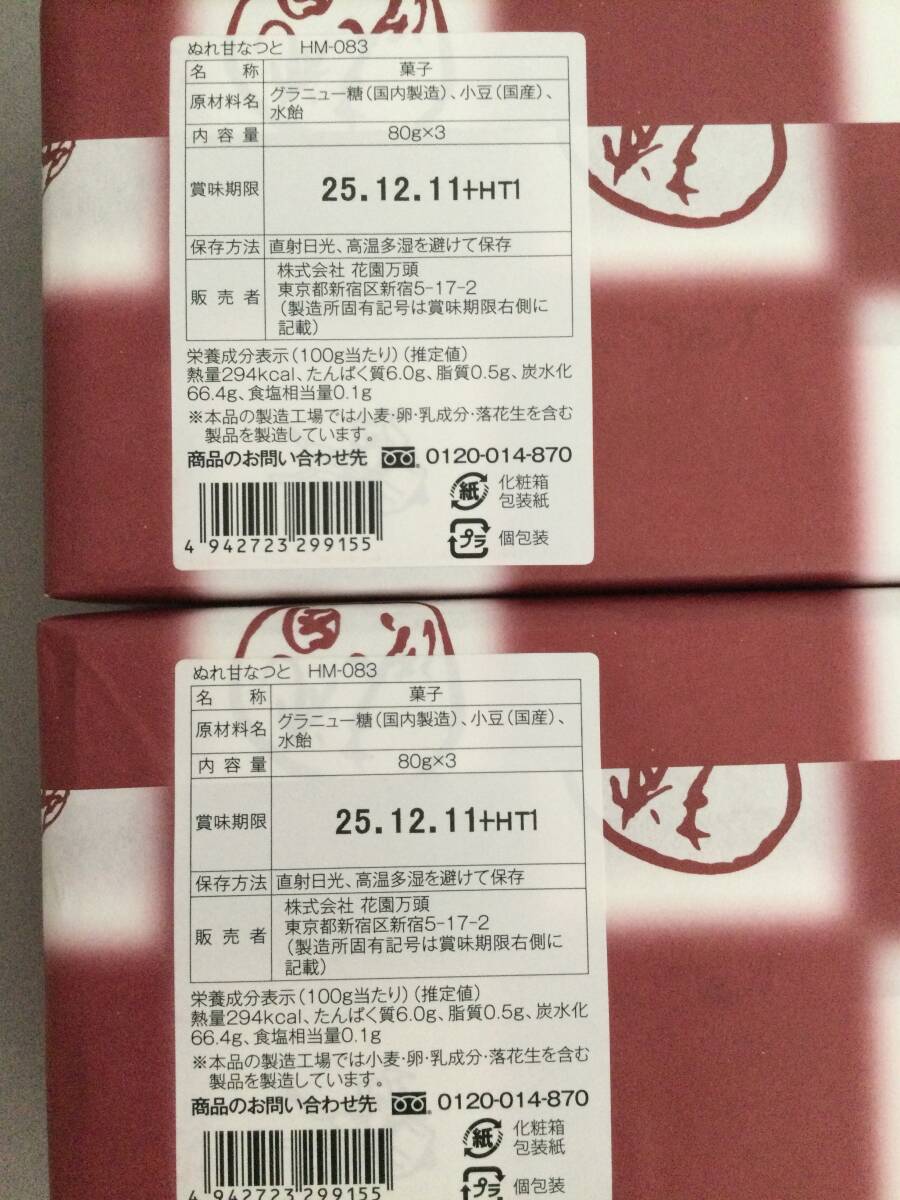 ぬれ甘なつと HM-083
名 称 菓子
原材料名 グラニュー糖(国内製造)、小豆(国産)、
水飴
内容量 80g×3
賞味期限 25.12.11+HT1
保存方法 直射日光、高温多湿を避けて保存
販売者 株式会社 花園万頭
東京都新宿区新宿5-17-2
(製造所固有記号は賞味期限右側に
記載)
栄養成分表示(100g当たり)(推定値)
熱量294kcal、たんぱく質6.0g、脂質0.5g、炭水化
66.4g、食塩相当量0.1g
※本品の製造工場では小麦・卵・乳成分・落花生を含む
製品を製造しています。
商品のお問い合わせ先 0120-014-870
紙 化粧箱
包装紙
プラ 個包装
4 942723 299155
ぬれ甘なつと HM-083
名 称 菓子
原材料名 グラニュー糖(国内製造)、小豆(国産)、
水飴
内容量 80g×3
賞味期限 25.12.11+HT1
保存方法 直射日光、高温多湿を避けて保存
販売者 株式会社 花園万頭
東京都新宿区新宿5-17-2
(製造所固有記号は賞味期限右側に
記載)
栄養成分表示(100g当たり)(推定値)
熱量294kcal、たんぱく質6.0g、脂質0.5g、炭水化
66.4g、食塩相当量0.1g
※本品の製造工場では小麦・卵・乳成分・落花生を含む
製品を製造しています。
商品のお問い合わせ先 0120-014-870
紙 化粧箱
包装紙
プラ 個包装
4 942723 299155